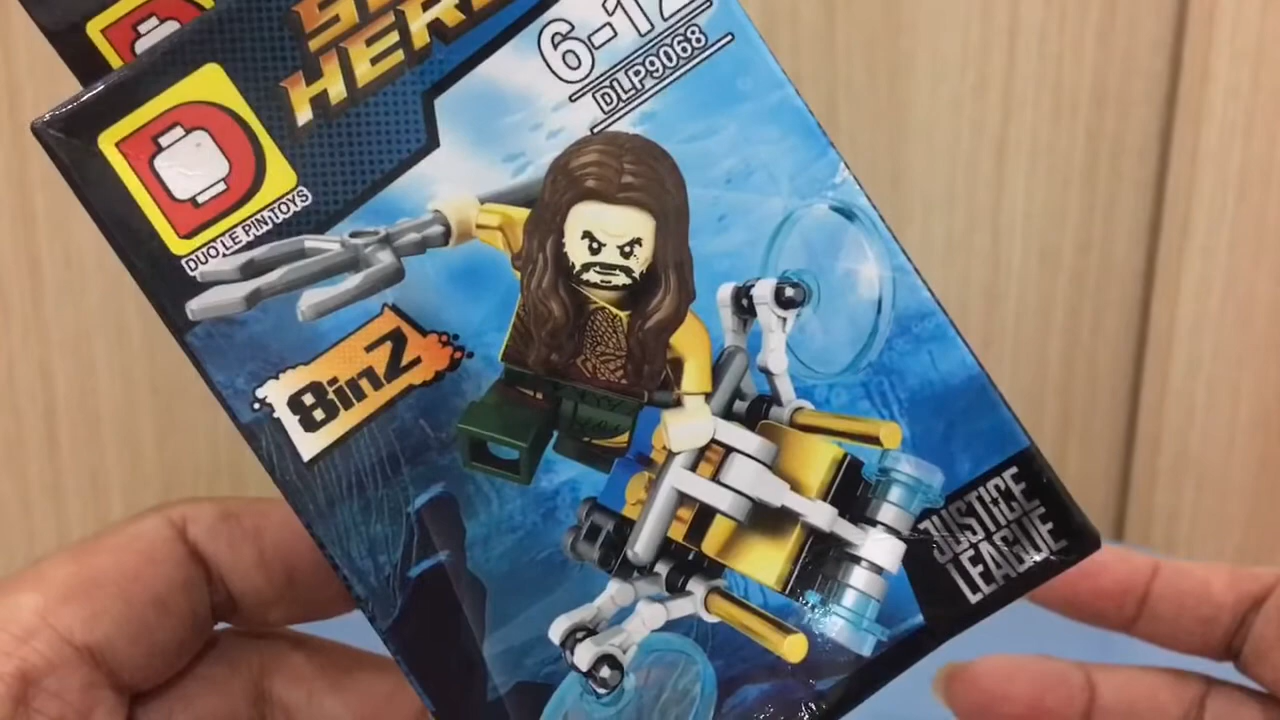 HER
6-12
DLP9068
D
DUO LE PIN TOYS
8in2
JUSTICE
LEAGUE